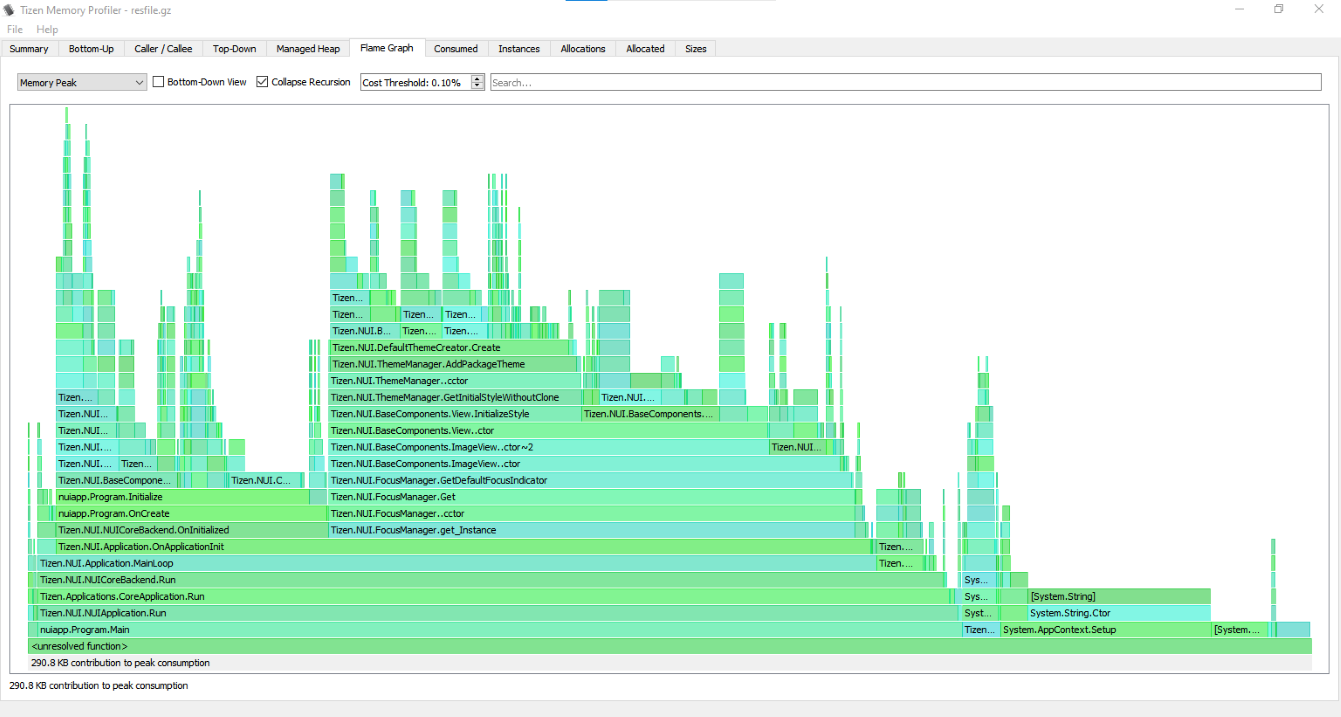 Tizen Memory Profiler - resfile.gz
File Help
Summary Bottom-Up Caller / Callee Top-Down Managed Heap Flame Graph Consumed Instances Allocations Allocated Sizes
Memory Peak Bottom-Down View Collapse Recursion Cost Threshold: 0.10% Search...
Tizen...
Tizen... Tizen... Tizen...
Tizen.NUI.B... Tizen.... Tizen...
Tizen.NUI.DefaultThemeCreator.Create
Tizen.NUI.ThemeManager.AddPackageTheme
Tizen.NUI.ThemeManager..cctor
Tizen.... Tizen.NUI.ThemeManager.GetInitialStyleWithoutClone Tizen.NUI....
Tizen.NUI... Tizen.NUI.BaseComponents.View.InitializeStyle Tizen.NUI.BaseComponents....
Tizen.NUI... Tizen.NUI.BaseComponents.View..ctor
Tizen.NUI.... Tizen.NUI.BaseComponents.ImageView..ctor~2 Tizen.NUI...
Tizen.NUI.... Tizen... Tizen.NUI.BaseComponents.ImageView..ctor
Tizen.NUI.BaseCompone... Tizen.NUI.C... Tizen.NUI.FocusManager.GetDefaultFocusIndicator
nuiapp.Program.Initialize Tizen.NUI.FocusManager.Get
nuiapp.Program.OnCreate Tizen.NUI.FocusManager..cctor
Tizen.NUI.NUICoreBackend.OnInitialized Tizen.NUI.FocusManager.get_Instance
Tizen.NUI.Application.OnApplicationInit Tizen....
Tizen.NUI.Application.MainLoop Tizen....
Tizen.NUI.NUICoreBackend.Run Sys...
Tizen.Applications.CoreApplication.Run Sys... [System.String]
Tizen.NUI.NUIApplication.Run Syst... System.String.Ctor
nuiapp.Program.Main Tizen... System.AppContext.Setup [System....
<unresolved function>
290.8 KB contribution to peak consumption
290.8 KB contribution to peak consumption